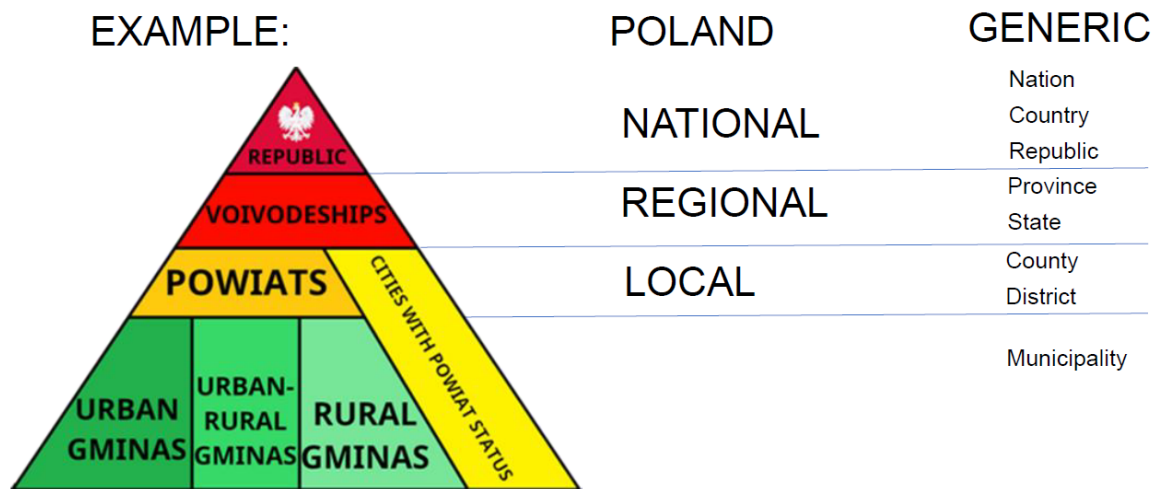 EXAMPLE:
POLAND
GENERIC
REPUBLIC
NATIONAL
Nation
Country
Republic
VOIVODESHIPS
REGIONAL
Province
State
POWIATS
CITIES WITH POWIAT STATUS
LOCAL
County
District
URBAN
GMINAS
URBAN-
RURAL
GMINAS
RURAL
GMINAS
Municipality